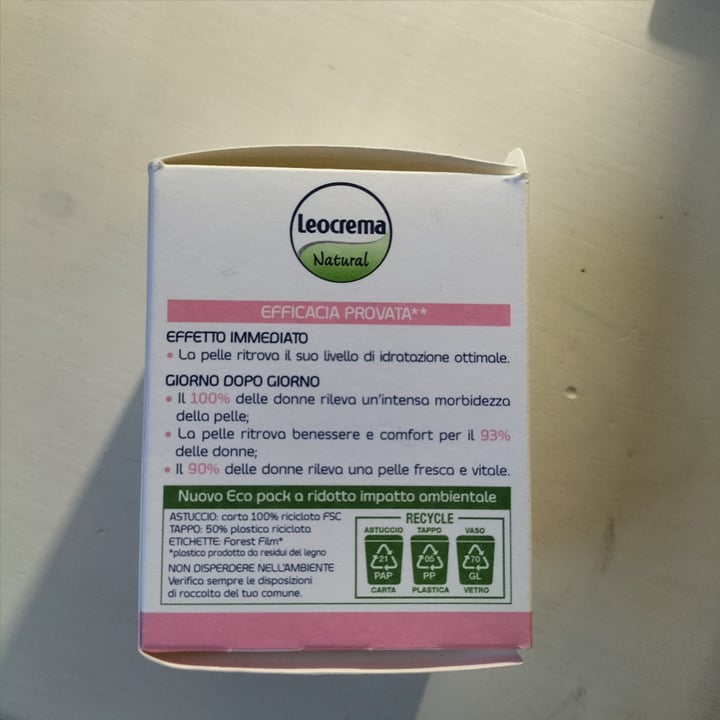 Leocrema
Natural
EFFICACIA PROVATA**
EFFETTO IMMEDIATO
• La pelle ritrova il suo livello di idratazione ottimale.
GIORNO DOPO GIORNO
• Il 100% delle donne rileva un'intensa morbidezza
della pelle;
• La pelle ritrova benessere e comfort per il 93%
delle donne;
• Il 90% delle donne rileva una pelle fresca e vitale.
Nuovo Eco pack a ridotto impatto ambientale
ASTUCCIO: carta 100% riciclata FSC
TAPPO: 50% plastica riciclata
ETICHETTE: Forest Film*
*plastica prodotta da residui del legno
NON DISPERDERE NELL'AMBIENTE
Verifica sempre le disposizioni
di raccolta del tuo comune.
RECYCLE
ASTUCCIO TAPPO VASO
21 05 70
PAP PP GL
CARTA PLASTICA VETRO